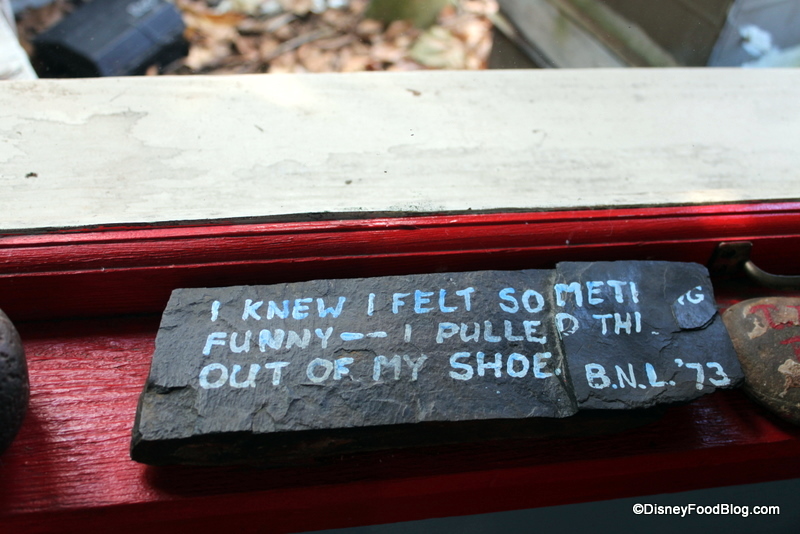 I KNEW I FELT SOMETI G
FUNNY–– I PULLED THI
OUT OF MY SHOE. B.N.L. '73
©DisneyFoodBlog.com